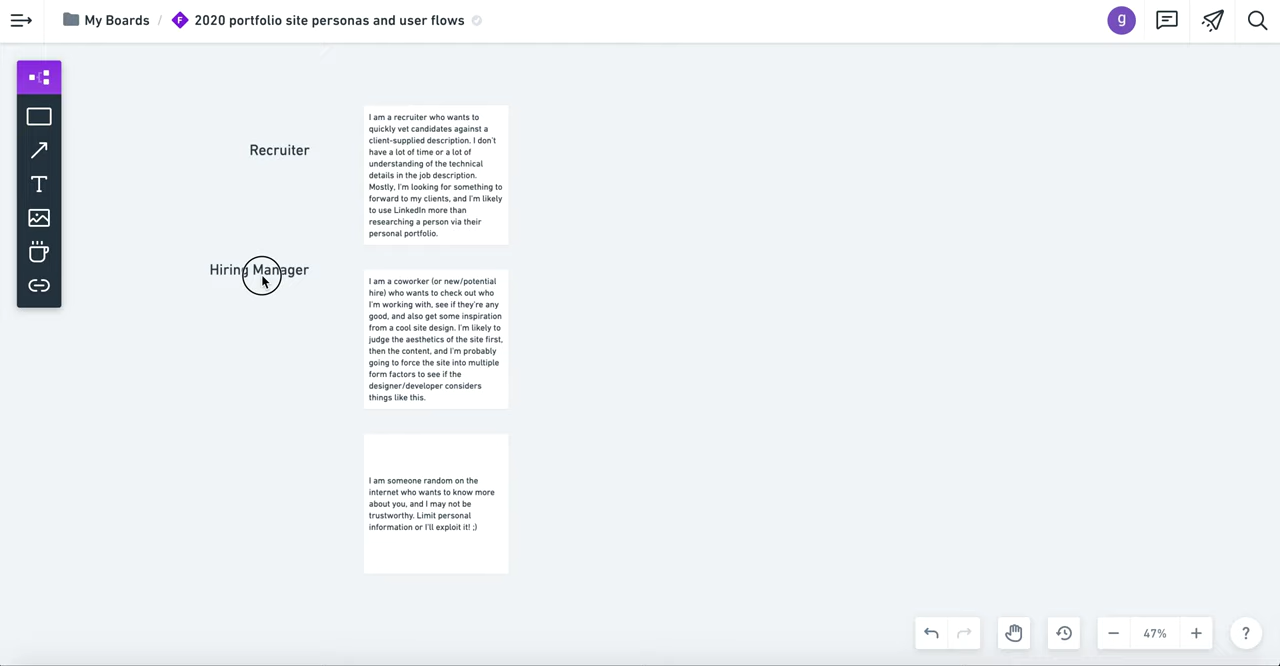 My Boards / 2020 portfolio site personas and user flows
g
T
Recruiter
I am a recruiter who wants to
quickly vet candidates against a
client-supplied description. I don't
have a lot of time or a lot of
understanding of the technical
details in the job description.
Mostly, I'm looking for something to
forward to my clients, and I'm likely
to use LinkedIn more than
researching a person via their
personal portfolio.
Hiring Manager
I am a coworker (or new/potential
hire) who wants to check out who
I'm working with, see if they're any
good, and also get some inspiration
from a cool site design. I'm likely to
judge the aesthetics of the site first,
then the content, and I'm probably
going to force the site into multiple
form factors to see if the
designer/developer considers
things like this.
I am someone random on the
internet who wants to know more
about you, and I may not be
trustworthy. Limit personal
information or I'll exploit it! ;)
47%
?